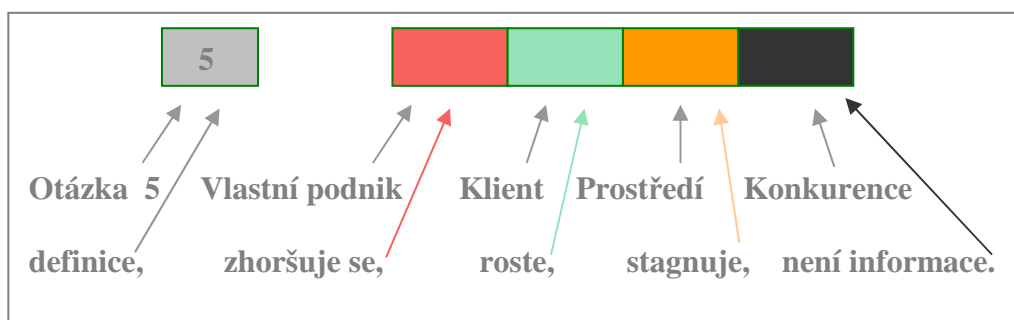 5
Otázka 5 Vlastní podnik Klient Prostředí Konkurence
definice, zhoršuje se, roste, stagnuje, není informace.